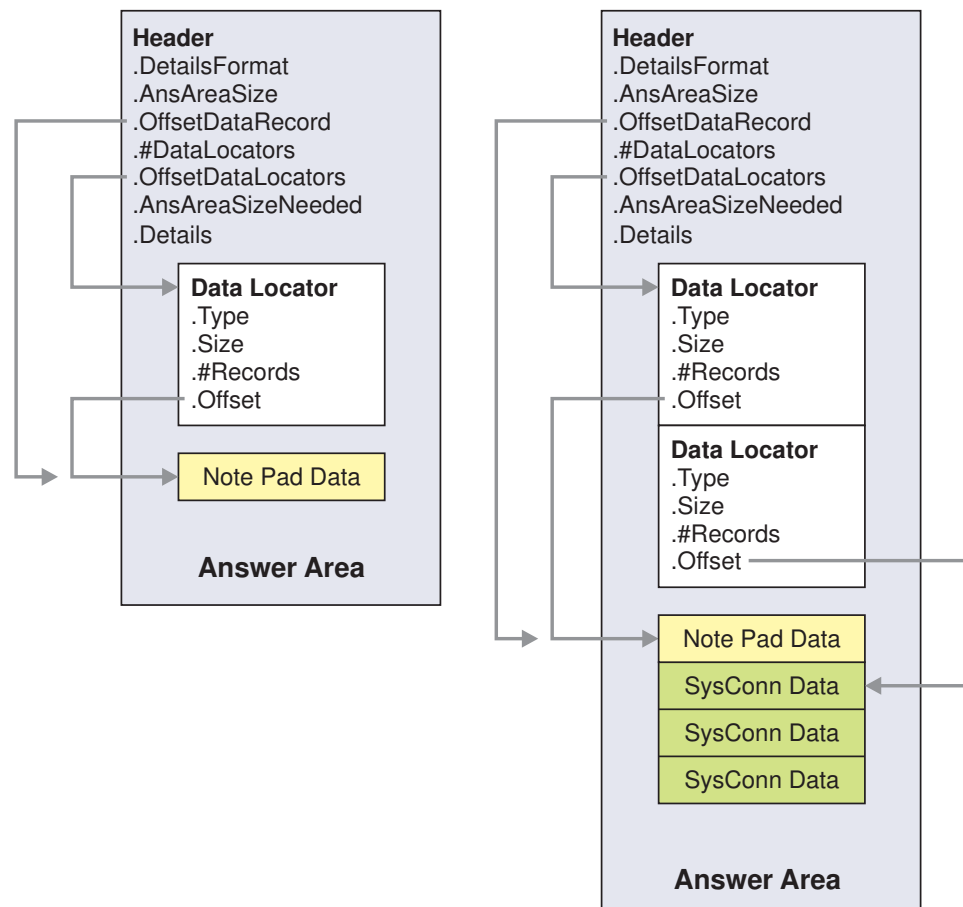 Header
.DetailsFormat
.AnsAreaSize
.OffsetDataRecord
.#DataLocators
.OffsetDataLocators
.AnsAreaSizeNeeded
.Details
Data Locator
.Type
.Size
.#Records
.Offset
Note Pad Data
Answer Area
Header
.DetailsFormat
.AnsAreaSize
.OffsetDataRecord
.#DataLocators
.OffsetDataLocators
.AnsAreaSizeNeeded
.Details
Data Locator
.Type
.Size
.#Records
.Offset
Data Locator
.Type
.Size
.#Records
.Offset
Note Pad Data
SysConn Data
SysConn Data
SysConn Data
Answer Area